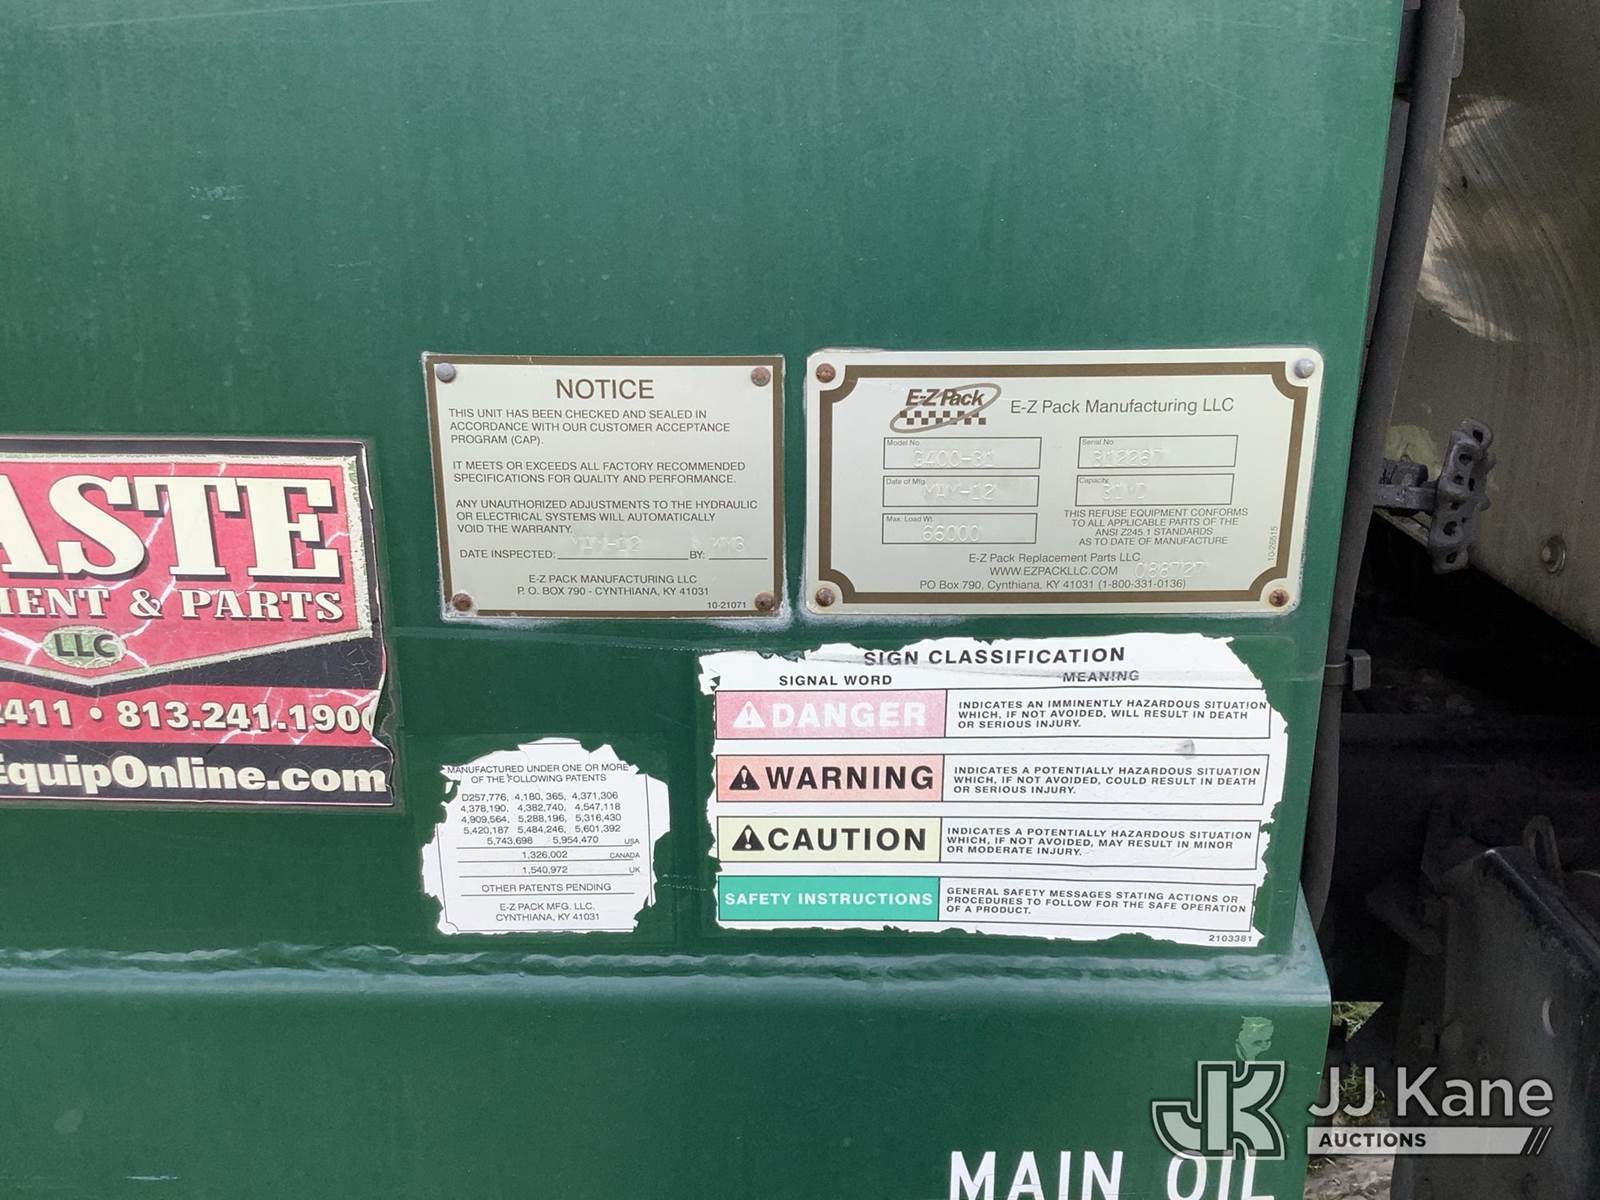 NOTICE
THIS UNIT HAS BEEN CHECKED AND SEALED IN
ACCORDANCE WITH OUR CUSTOMER ACCEPTANCE
PROGRAM (CAP).
IT MEETS OR EXCEEDS ALL FACTORY RECOMMENDED
SPECIFICATIONS FOR QUALITY AND PERFORMANCE.
ANY UNAUTHORIZED ADJUSTMENTS TO THE HYDRAULIC
OR ELECTRICAL SYSTEMS WILL AUTOMATICALLY
VOID THE WARRANTY.
DATE INSPECTED: BY:
E-Z PACK MANUFACTURING LLC
P. O. BOX 790 - CYNTHIANA, KY 41031
10-21071
E-Z Pack
E-Z Pack Manufacturing LLC
Model No.
Serial No
3122267
Date of Mfg.
Capacity
Max. Load Wt.
66000
THIS REFUSE EQUIPMENT CONFORMS
TO ALL APPLICABLE PARTS OF THE
ANSI Z245.1 STANDARDS
AS TO DATE OF MANUFACTURE
10-26515
E-Z Pack Replacement Parts LLC
WWW.EZPACKLLC.COM
PO Box 790, Cynthiana, KY 41031 (1-800-331-0136)
ASTE
MENT & PARTS
LLC
2411 • 813.241.1900
EquipOnline.com
MANUFACTURED UNDER ONE OR MORE
OF THE FOLLOWING PATENTS
D257,776, 4,180, 365, 4,371,306
4,378,190, 4,382,740, 4,547,118
4,909,564, 5,288,196, 5,316,430
5,420,187 5,484,246, 5,601,392
5,743,698 5,954,470 USA
1,326,002 CANADA
1,540,972 UK
OTHER PATENTS PENDING
E-Z PACK MFG. LLC.
CYNTHIANA, KY 41031
SIGN CLASSIFICATION
SIGNAL WORD MEANING
DANGER
INDICATES AN IMMINENTLY HAZARDOUS SITUATION
WHICH, IF NOT AVOIDED, WILL RESULT IN DEATH
OR SERIOUS INJURY.
WARNING
INDICATES A POTENTIALLY HAZARDOUS SITUATION
WHICH, IF NOT AVOIDED, COULD RESULT IN DEATH
OR SERIOUS INJURY.
CAUTION
INDICATES A POTENTIALLY HAZARDOUS SITUATION
WHICH, IF NOT AVOIDED, MAY RESULT IN MINOR
OR MODERATE INJURY.
SAFETY INSTRUCTIONS
GENERAL SAFETY MESSAGES STATING ACTIONS OR
PROCEDURES TO FOLLOW FOR THE SAFE OPERATION
OF A PRODUCT.
2103381
MAIN OIL
JK JJ Kane
AUCTIONS